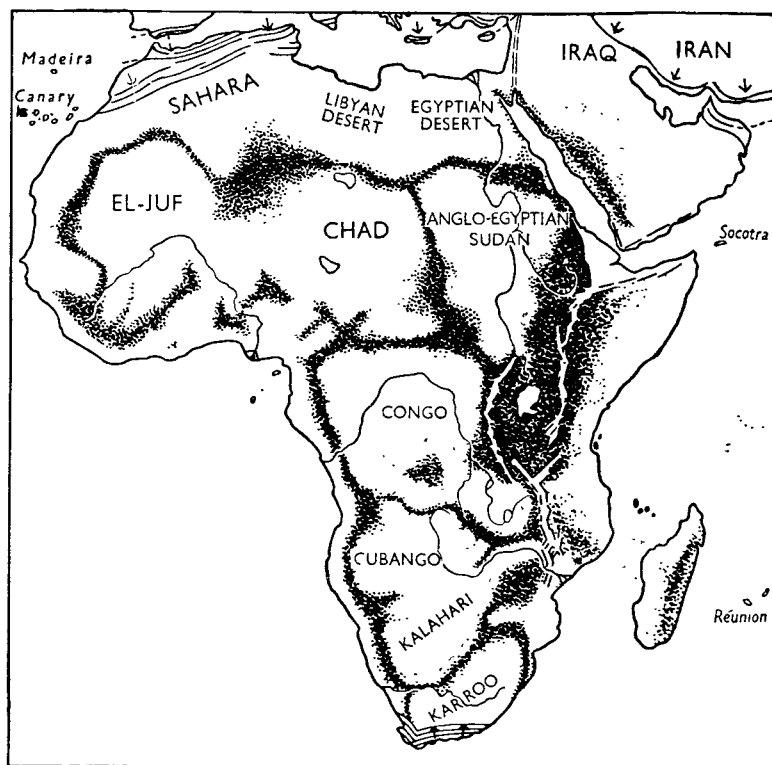 Madeira
Canary
SAHARA
LIBYAN
DESERT
EGYPTIAN
DESERT
IRAQ
IRAN
EL-JUF
CHAD
ANGLO-EGYPTIAN
SUDAN
Socotra
CONGO
CUBANGO
KALAHARI
KARROO
Réunion